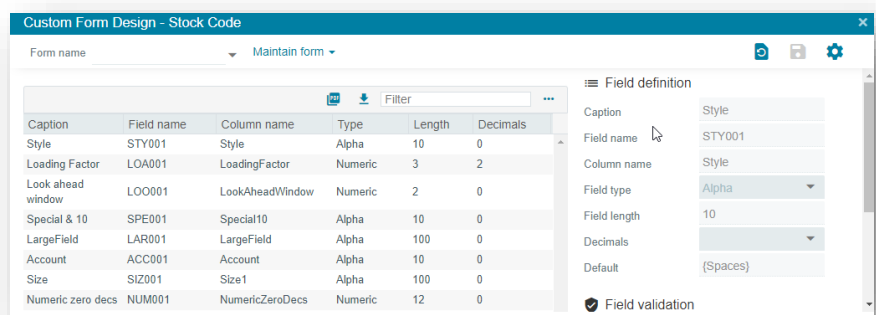 Custom Form Design - Stock Code
Form name Maintain form
PDF Filter
Caption Field name Column name Type Length Decimals
Style STY001 Style Alpha 10 0
Loading Factor LOA001 LoadingFactor Numeric 3 2
Look ahead window LOO001 LookAheadWindow Numeric 2 0
Special & 10 SPE001 Special10 Alpha 10 0
LargeField LAR001 LargeField Alpha 100 0
Account ACC001 Account Alpha 10 0
Size SIZ001 Size1 Alpha 100 0
Numeric zero decs NUM001 NumericZeroDecs Numeric 12 0
Field definition
Caption Style
Field name STY001
Column name Style
Field type Alpha
Field length 10
Decimals
Default {Spaces}
Field validation